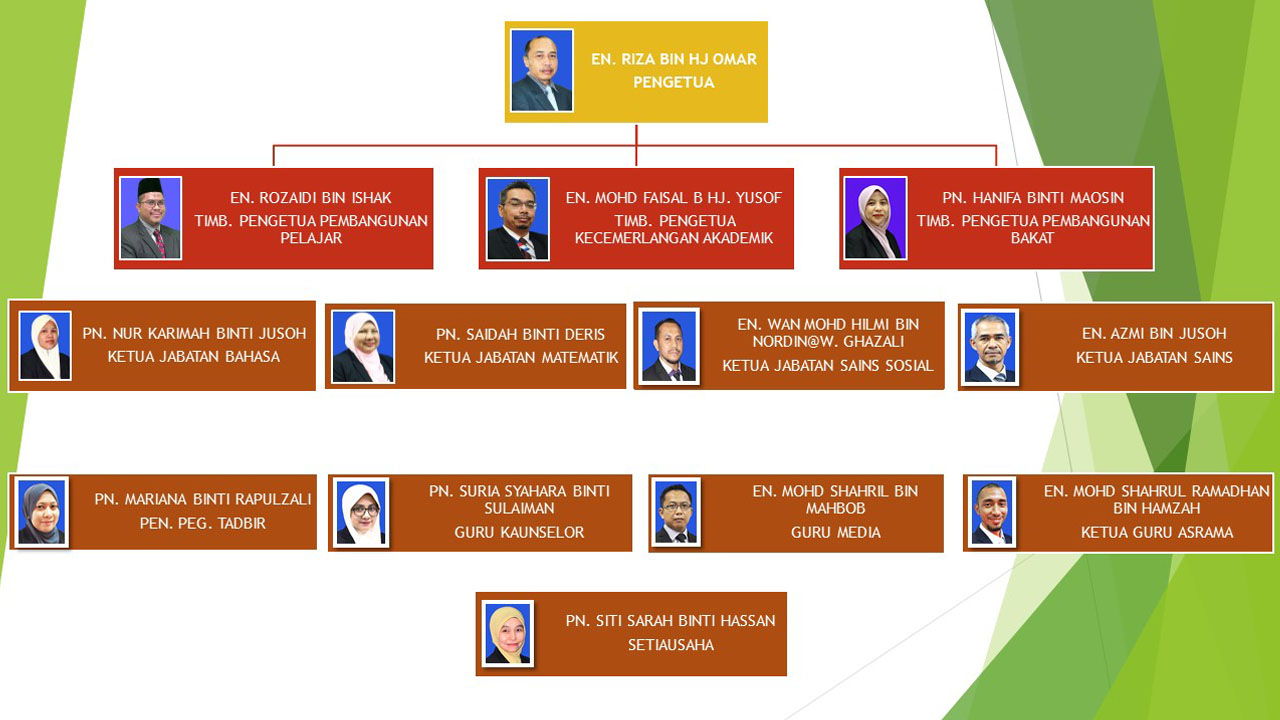 EN. RIZA BIN HJ OMAR
PENGETUA
EN. ROZAIDI BIN ISHAK
TIMB. PENGETUA PEMBANGUNAN
PELAJAR
EN. MOHD FAISAL B HJ. YUSOF
TIMB. PENGETUA
KECEMERLANGAN AKADEMIK
PN. HANIFA BINTI MAOSIN
TIMB. PENGETUA PEMBANGUNAN
BAKAT
PN. NUR KARIMAH BINTI JUSOH
KETUA JABATAN BAHASA
PN. SAIDAH BINTI DERIS
KETUA JABATAN MATEMATIK
EN. WAN MOHD HILMI BIN
NORDIN@W. GHAZALI
KETUA JABATAN SAINS SOSIAL
EN. AZMI BIN JUSOH
KETUA JABATAN SAINS
PN. MARIANA BINTI RAPULZALI
PEN. PEG. TADBIR
PN. SURIA SYAHARA BINTI
SULAIMAN
GURU KAUNSELOR
EN. MOHD SHAHRIL BIN
MAHBOB
GURU MEDIA
EN. MOHD SHAHRUL RAMADHAN
BIN HAMZAH
KETUA GURU ASRAMA
PN. SITI SARAH BINTI HASSAN
SETIAUSAHA